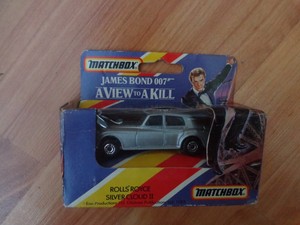 MATCHBOX
JAMES BOND 007
A VIEW TO A KILL
ROLLS ROYCE
SILVER CLOUD II
MATCHBOX